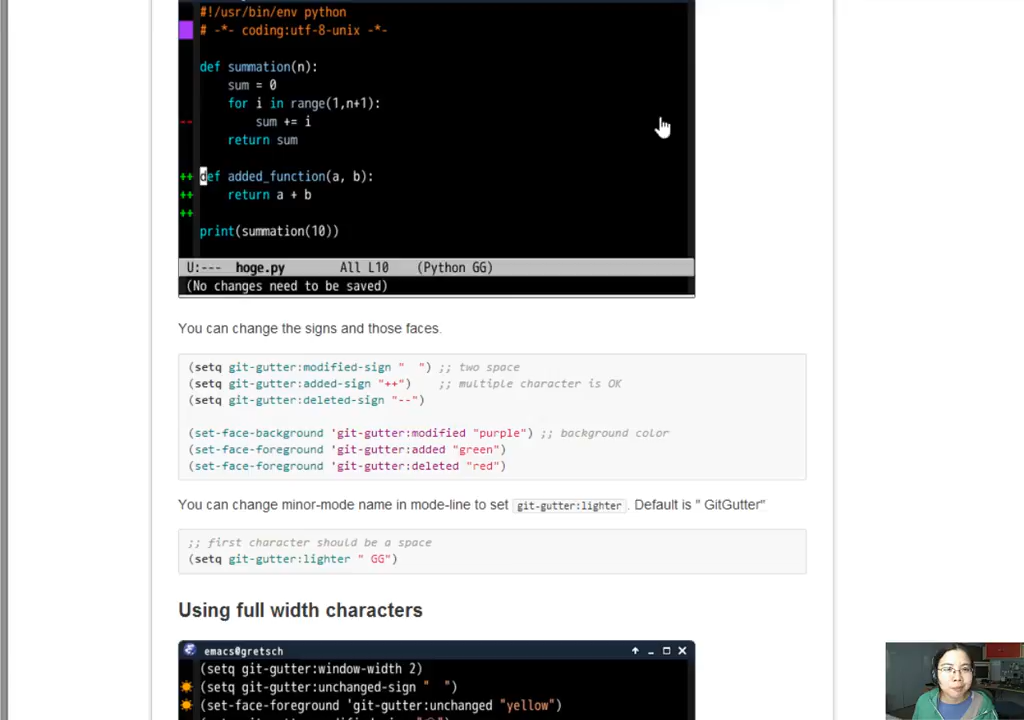 #!/usr/bin/env python
# -*- coding:utf-8-unix -*-
def summation(n):
sum = 0
for i in range(1,n+1):
-- sum += i
return sum
++ def added_function(a, b):
++ return a + b
++
print(summation(10))
U:--- hoge.py All L10 (Python GG)
(No changes need to be saved)
You can change the signs and those faces.
(setq git-gutter:modified-sign "  ") ;; two space
(setq git-gutter:added-sign "++") ;; multiple character is OK
(setq git-gutter:deleted-sign "--")
(set-face-background 'git-gutter:modified "purple") ;; background color
(set-face-foreground 'git-gutter:added "green")
(set-face-foreground 'git-gutter:deleted "red")
You can change minor-mode name in mode-line to set git-gutter:lighter. Default is " GitGutter"
;; first character should be a space
(setq git-gutter:lighter " GG")
Using full width characters
emacs@gretsch
(setq git-gutter:window-width 2)
(setq git-gutter:unchanged-sign "  ")
(set-face-foreground 'git-gutter:unchanged "yellow")